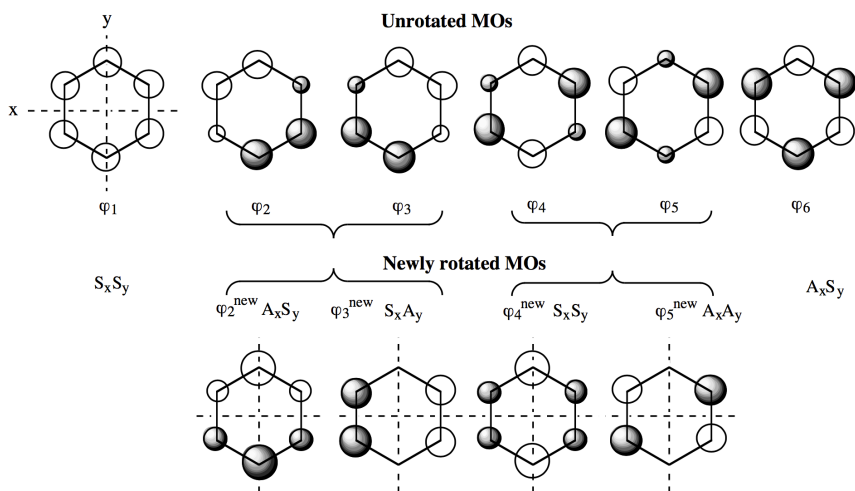 Unrotated MOs
y
x
φ1 φ2 φ3 φ4 φ5 φ6
Newly rotated MOs
SxSy AxSy
φ2new AxSy φ3new SxAy φ4new SxSy φ5new AxAy